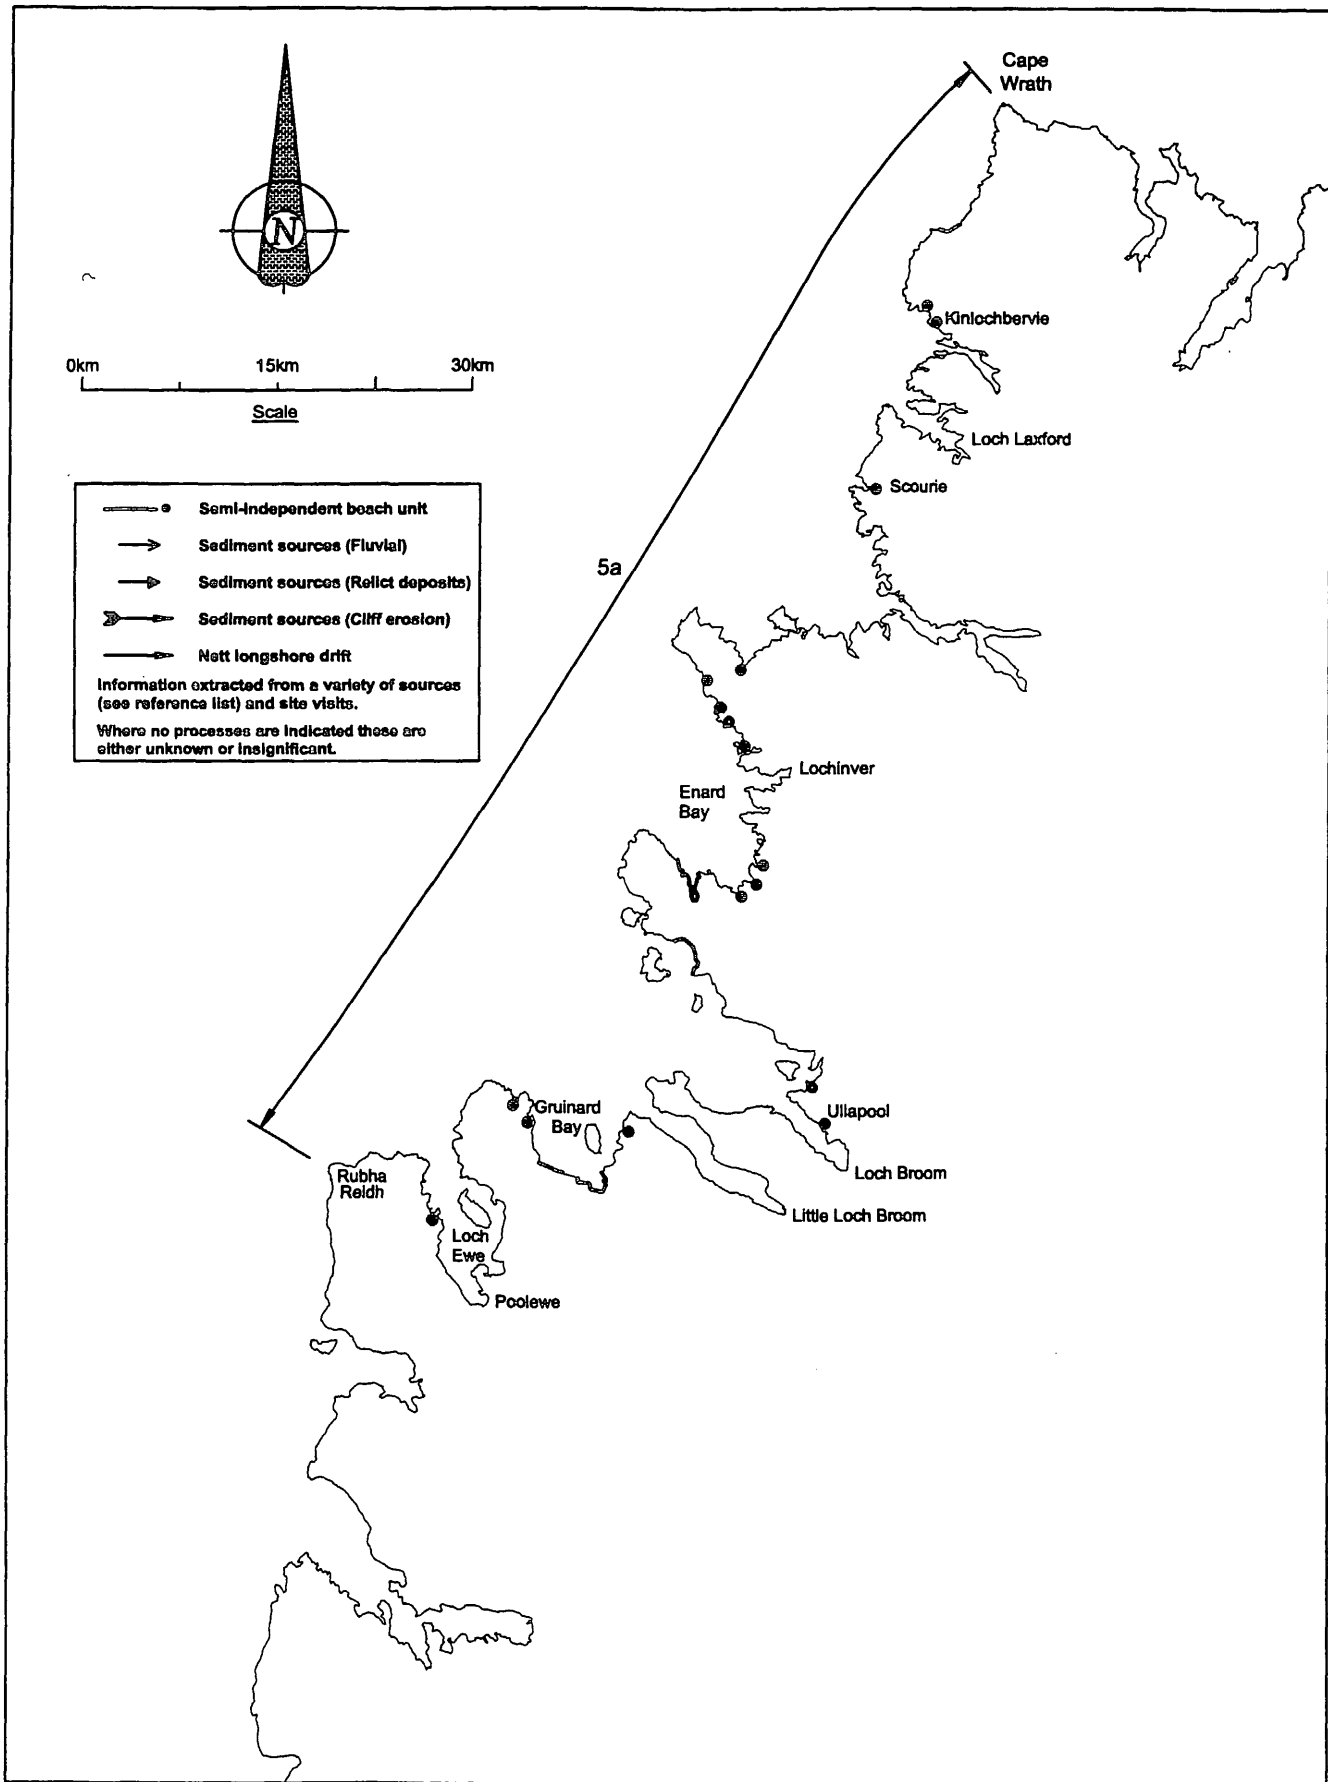 Cape
Wrath
N
Kinlochbervie
0km 15km 30km
Scale
Loch Laxford
Scourie
Semi-independent beach unit
Sediment sources (Fluvial)
Sediment sources (Relict deposits)
Sediment sources (Cliff erosion)
Nett longshore drift
Information extracted from a variety of sources
(see reference list) and site visits.
Where no processes are indicated these are
either unknown or insignificant.
5a
Lochinver
Enard
Bay
Gruinard
Bay
Ullapool
Loch Broom
Rubha
Reidh
Little Loch Broom
Loch
Ewe
Poolewe